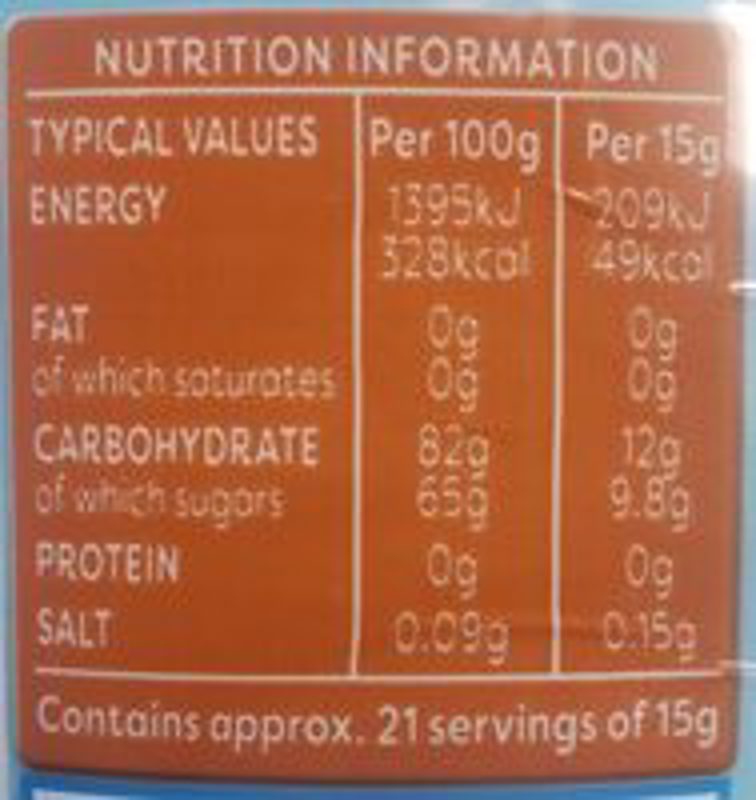 NUTRITION INFORMATION
TYPICAL VALUES Per 100g Per 15g
ENERGY 1395kJ 209kJ
328kcal 49kcal
FAT 0g 0g
of which saturates 0g 0g
CARBOHYDRATE 82g 12g
of which sugars 65g 9.8g
PROTEIN 0g 0g
SALT 0.09g 0.15g
Contains approx. 21 servings of 15g